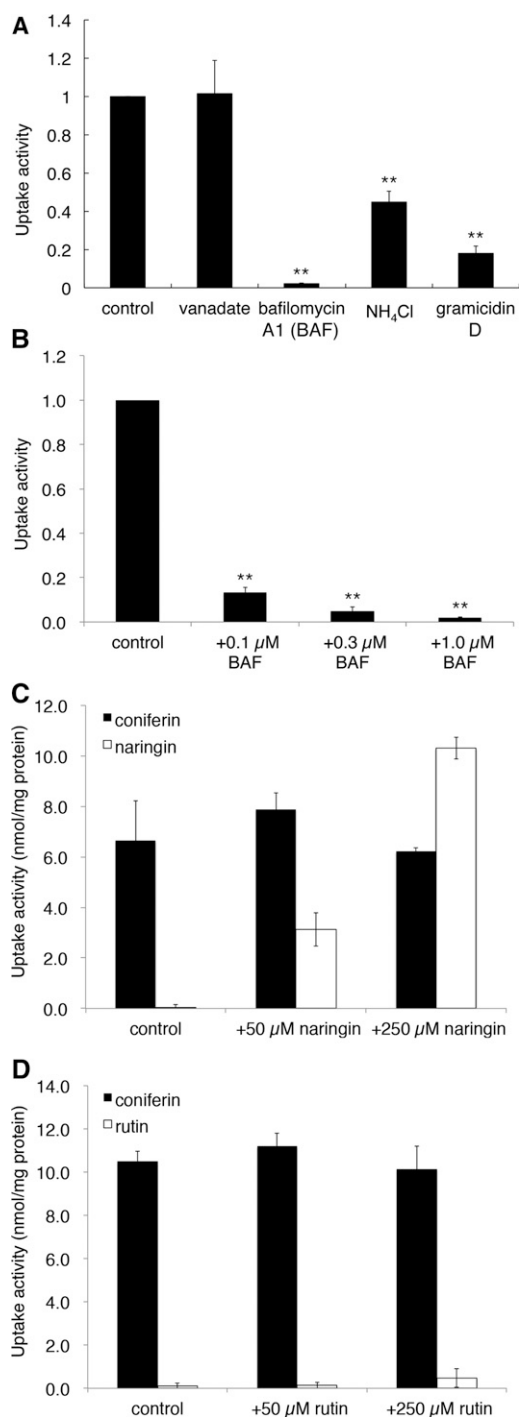 A
1.4
1.2
1
0.8
0.6
0.4
0.2
0
Uptake activity
**
**
**
control vanadate bafilomycin NH4Cl gramicidin
A1 (BAF) D
B
1.2
1.0
0.8
0.6
0.4
0.2
0.0
Uptake activity
**
**
**
control +0.1 µM +0.3 µM +1.0 µM
BAF BAF BAF
C
12.0
10.0
8.0
6.0
4.0
2.0
0.0
Uptake activity (nmol/mg protein)
coniferin
naringin
control +50 µM naringin +250 µM naringin
D
14.0
12.0
10.0
8.0
6.0
4.0
2.0
0.0
Uptake activity (nmol/mg protein)
coniferin
rutin
control +50 µM rutin +250 µM rutin